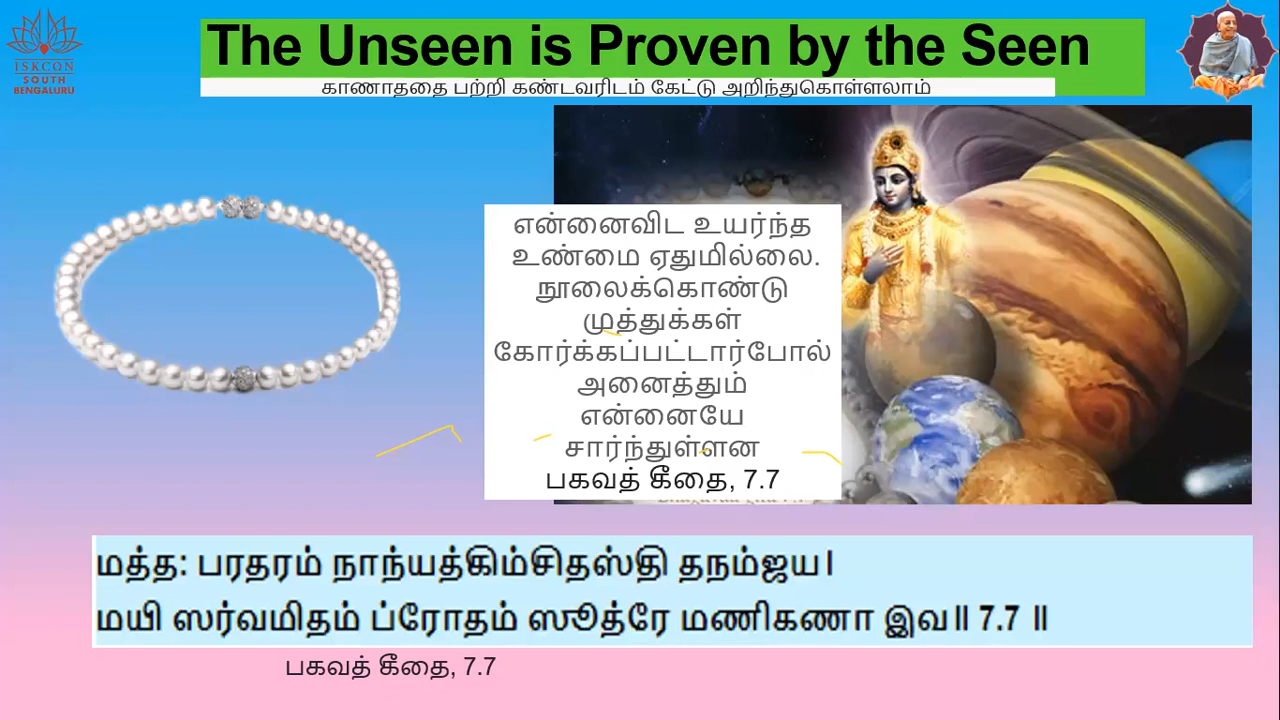 ISKCON
SOUTH
BENGALURU
The Unseen is Proven by the Seen
காணாததை பற்றி கண்டவரிடம் கேட்டு அறிந்துகொள்ளலாம்
என்னைவிட உயர்ந்த
உண்மை ஏதுமில்லை.
நூலைக்கொண்டு
முத்துக்கள்
கோர்க்கப்பட்டார்போல்
அனைத்தும்
என்னையே
சார்ந்துள்ளன
பகவத் கீதை, 7.7
மத்த: பரதரம் நாந்யத்கிம்சிதஸ்தி தநம்ஜய।
மயி ஸர்வமிதம் ப்ரோதம் ஸூத்ரே மணிகணா இவ॥ 7.7 ॥
பகவத் கீதை, 7.7